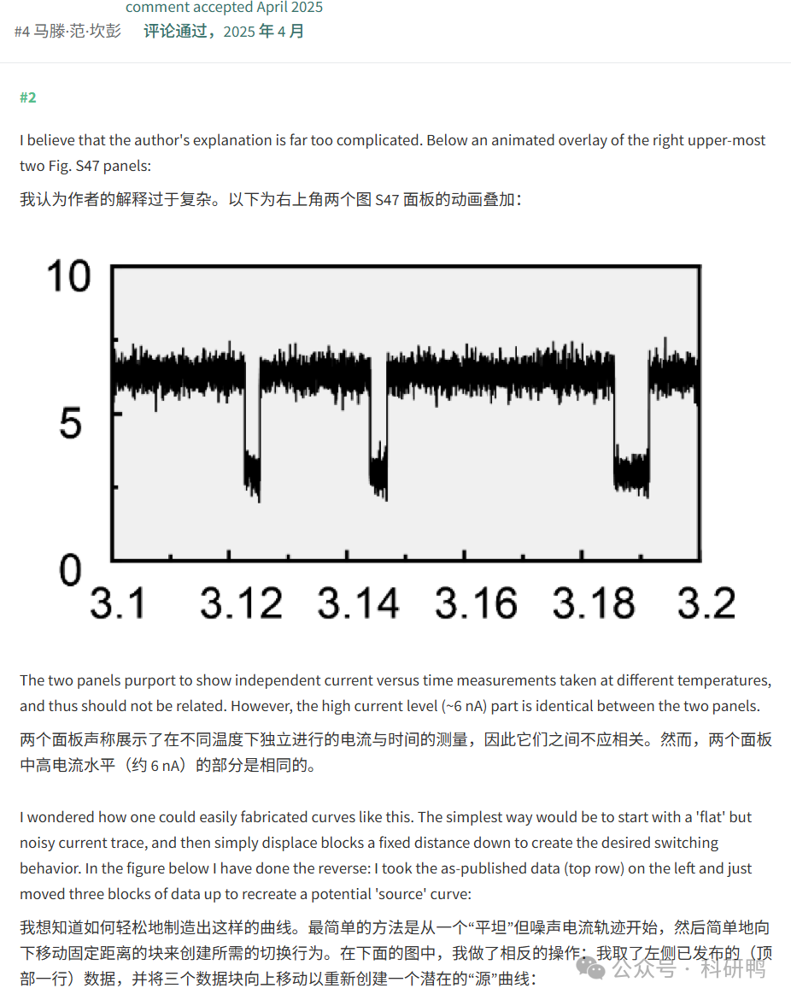 comment accepted April 2025
#4 马滕·范·坎彭 评论通过，2025 年 4 月
#2
I believe that the author's explanation is far too complicated. Below an animated overlay of the right upper-most
two Fig. S47 panels:
我认为作者的解释过于复杂。以下为右上角两个图 S47 面板的动画叠加：
10
5
0
3.1 3.12 3.14 3.16 3.18 3.2
The two panels purport to show independent current versus time measurements taken at different temperatures,
and thus should not be related. However, the high current level (~6 nA) part is identical between the two panels.
两个面板声称展示了在不同温度下独立进行的电流与时间的测量，因此它们之间不应相关。然而，两个面板
中高电流水平（约 6 nA）的部分是相同的。
I wondered how one could easily fabricated curves like this. The simplest way would be to start with a 'flat' but
noisy current trace, and then simply displace blocks a fixed distance down to create the desired switching
behavior. In the figure below I have done the reverse: I took the as-published data (top row) on the left and just
moved three blocks of data up to recreate a potential 'source' curve:
我想知道如何轻松地制造出这样的曲线。最简单的方法是从一个“平坦”但噪声电流轨迹开始，然后简单地向
下移动固定距离的块来创建所需的切换行为。在下面的图中，我做了相反的操作：我取了左侧已发布的（顶
部一行）数据，并将三个数据块向上移动以重新创建一个潜在的“源”曲线：
公众号 · 科研鸭